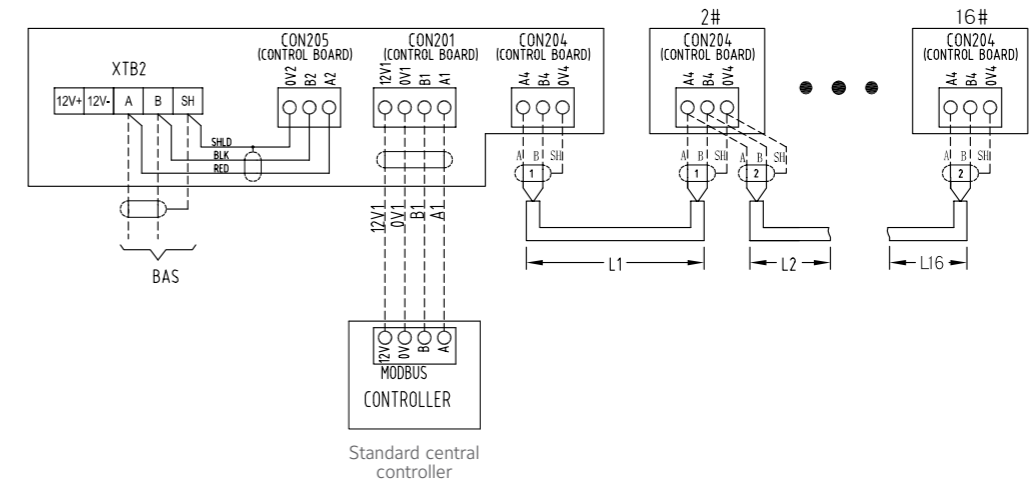 2#
16#
CON205
(CONTROL BOARD)
0V2
B2
A2
CON201
(CONTROL BOARD)
12V1
0V1
B1
A1
CON204
(CONTROL BOARD)
A4
B4
0V4
CON204
(CONTROL BOARD)
A4
B4
0V4
CON204
(CONTROL BOARD)
A4
B4
0V4
XTB2
12V+ 12V- A B SH
SHLD
BLK
RED
A B SH
1
A B SH
1
A B SH
2
A B SH
2
12V1
0V1
B1
A1
BAS
L1
L2
L16
12V
0V
B
A
MODBUS
CONTROLLER
Standard central
controller